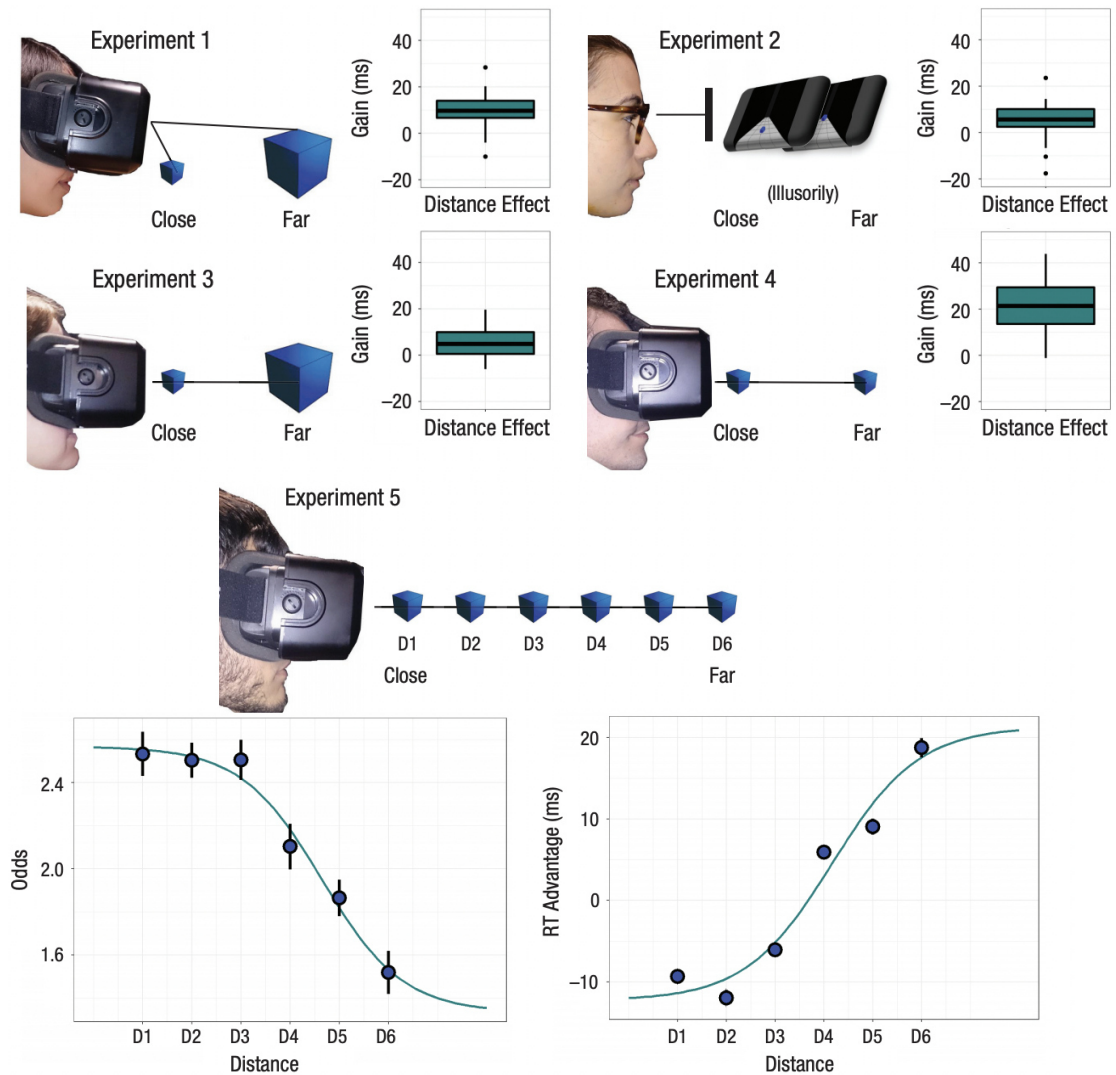 Experiment 1
40
20
0
−20
Gain (ms)
Distance Effect
Close
Far
Experiment 2
(Illusorily)
Close
Far
40
20
0
−20
Gain (ms)
Distance Effect
Experiment 3
Close
Far
40
20
0
−20
Gain (ms)
Distance Effect
Experiment 4
Close
Far
40
20
0
−20
Gain (ms)
Distance Effect
Experiment 5
D1 D2 D3 D4 D5 D6
Close Far
2.4
2.0
1.6
Odds
D1 D2 D3 D4 D5 D6
Distance
20
10
0
−10
RT Advantage (ms)
D1 D2 D3 D4 D5 D6
Distance